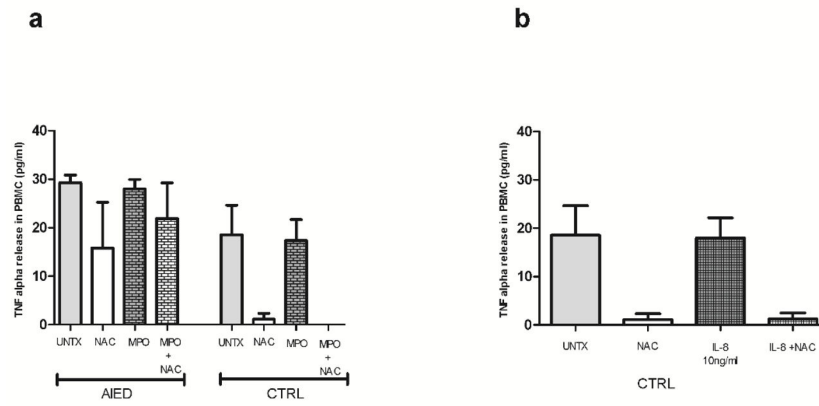 a
TNF alpha release in PBMC (pg/ml)
40
30
20
10
0
UNTX NAC MPO MPO + NAC UNTX NAC MPO MPO + NAC
AIED CTRL
b
TNF alpha release in PBMC (pg/ml)
40
30
20
10
0
UNTX NAC IL-8 10ng/ml IL-8 +NAC
CTRL